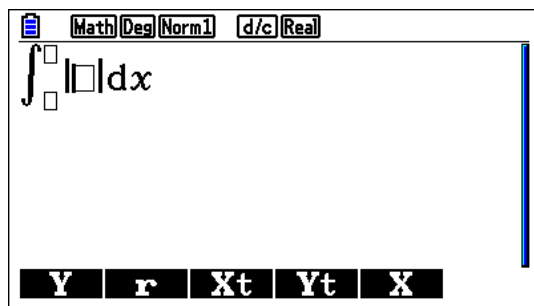 Math Deg Norm1 d/c Real
∫□□ |□|dx
Y r Xt Yt X